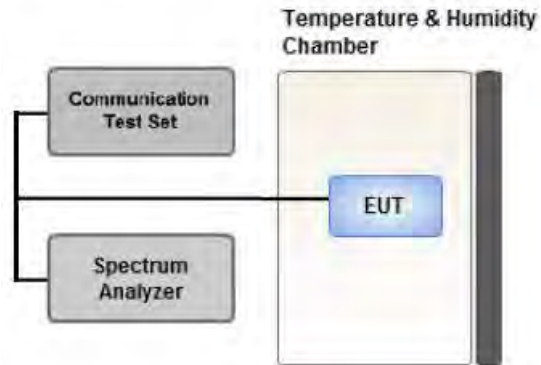 Temperature & Humidity
Chamber
Communication
Test Set
EUT
Spectrum
Analyzer